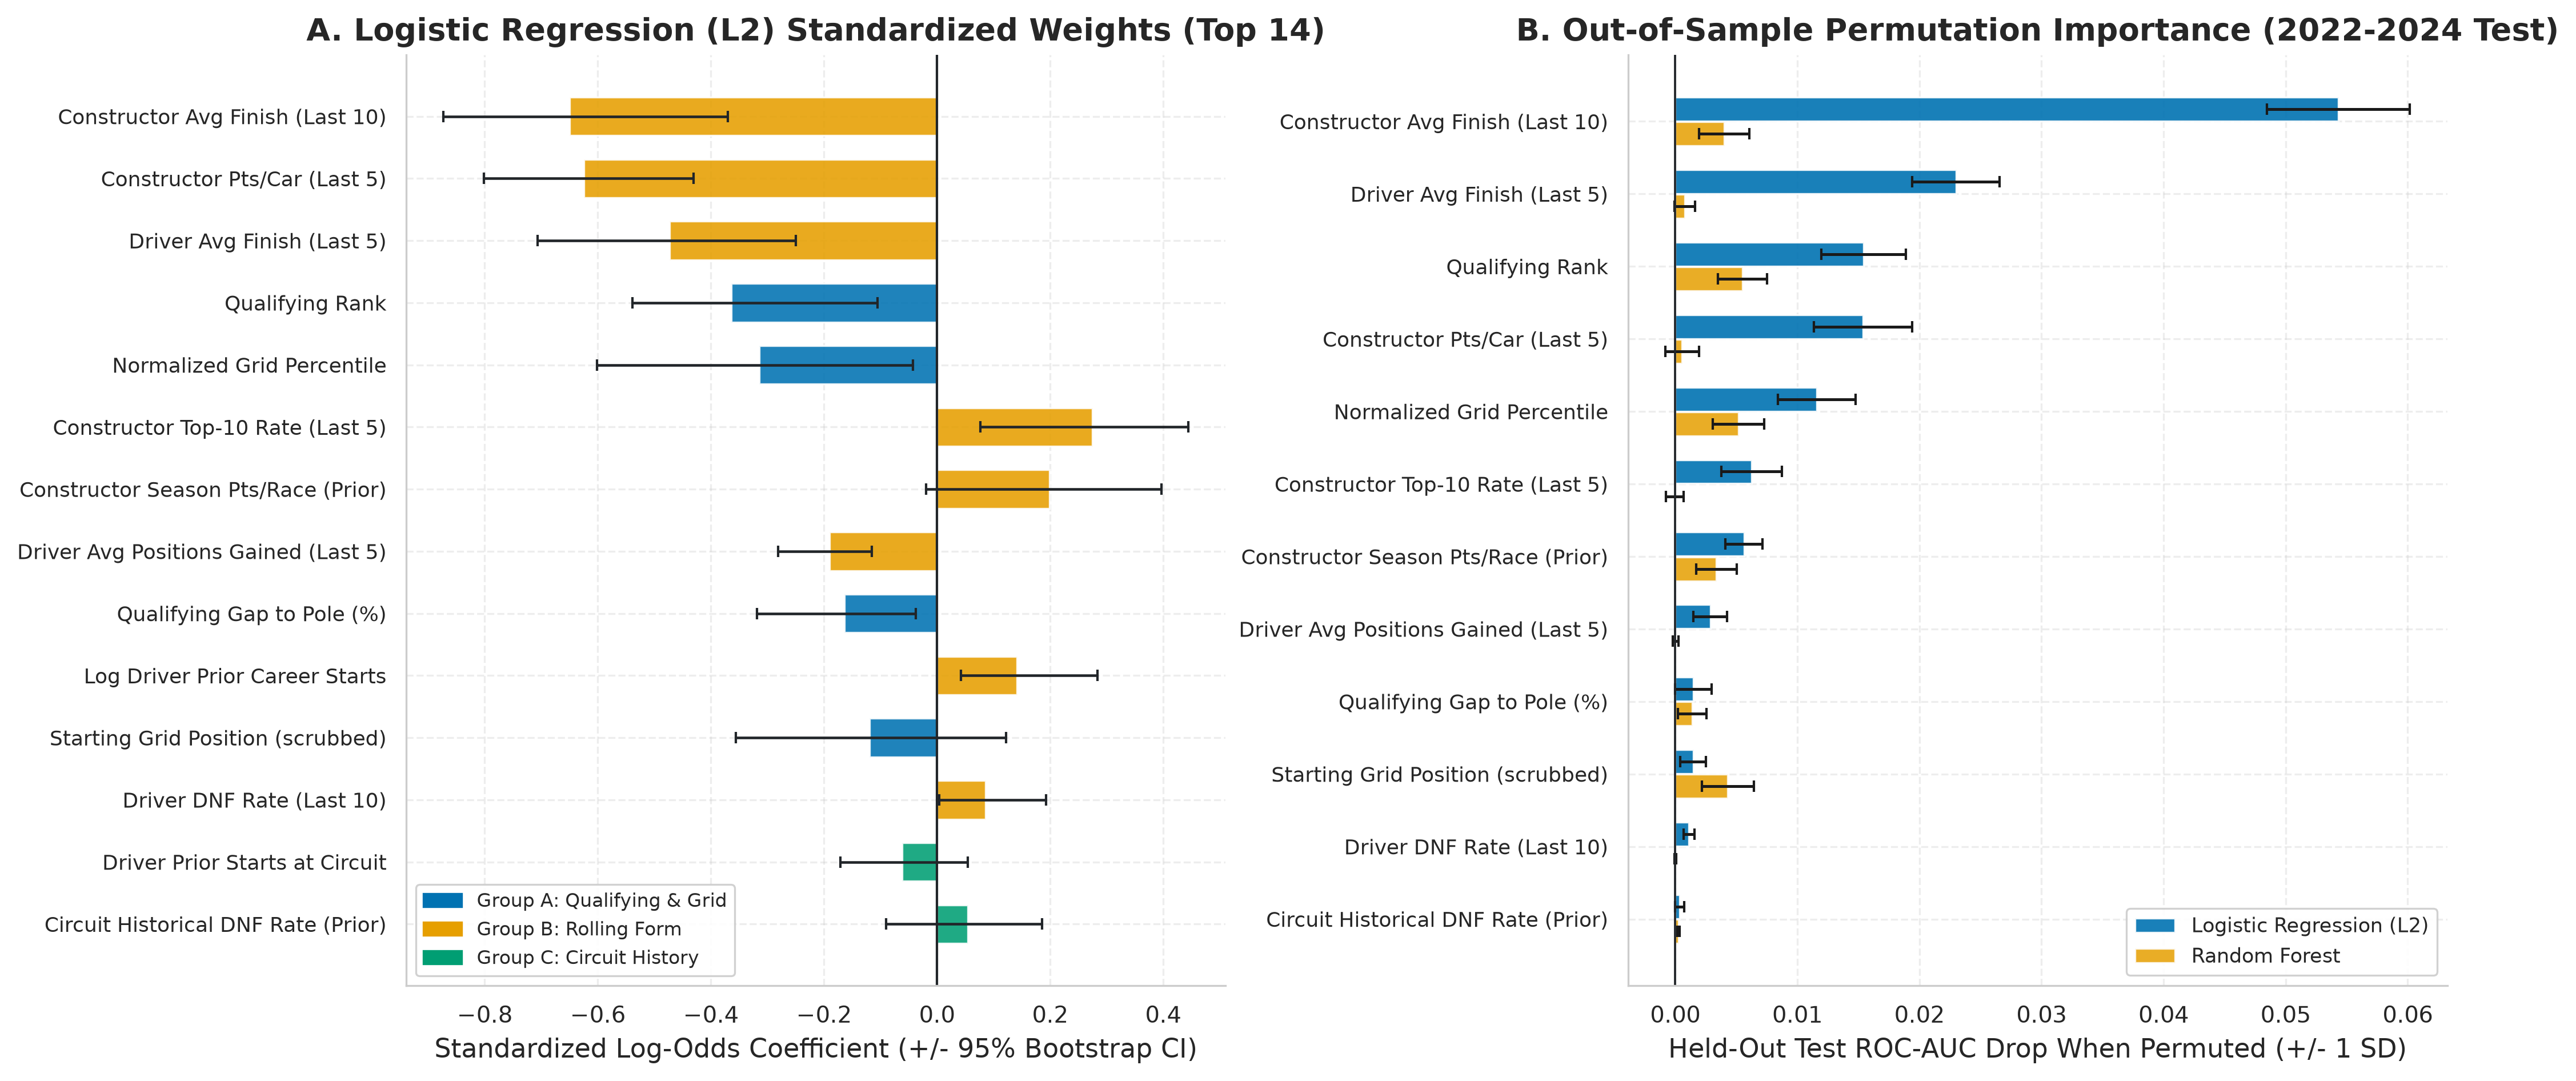 A. Logistic Regression (L2) Standardized Weights (Top 14)
Constructor Avg Finish (Last 10)
Constructor Pts/Car (Last 5)
Driver Avg Finish (Last 5)
Qualifying Rank
Normalized Grid Percentile
Constructor Top-10 Rate (Last 5)
Constructor Season Pts/Race (Prior)
Driver Avg Positions Gained (Last 5)
Qualifying Gap to Pole (%)
Log Driver Prior Career Starts
Starting Grid Position (scrubbed)
Driver DNF Rate (Last 10)
Driver Prior Starts at Circuit
Circuit Historical DNF Rate (Prior)
Group A: Qualifying & Grid
Group B: Rolling Form
Group C: Circuit History
−0.8 −0.6 −0.4 −0.2 0.0 0.2 0.4
Standardized Log-Odds Coefficient (+/- 95% Bootstrap CI)
B. Out-of-Sample Permutation Importance (2022-2024 Test)
Constructor Avg Finish (Last 10)
Driver Avg Finish (Last 5)
Qualifying Rank
Constructor Pts/Car (Last 5)
Normalized Grid Percentile
Constructor Top-10 Rate (Last 5)
Constructor Season Pts/Race (Prior)
Driver Avg Positions Gained (Last 5)
Qualifying Gap to Pole (%)
Starting Grid Position (scrubbed)
Driver DNF Rate (Last 10)
Circuit Historical DNF Rate (Prior)
Logistic Regression (L2)
Random Forest
0.00 0.01 0.02 0.03 0.04 0.05 0.06
Held-Out Test ROC-AUC Drop When Permuted (+/- 1 SD)